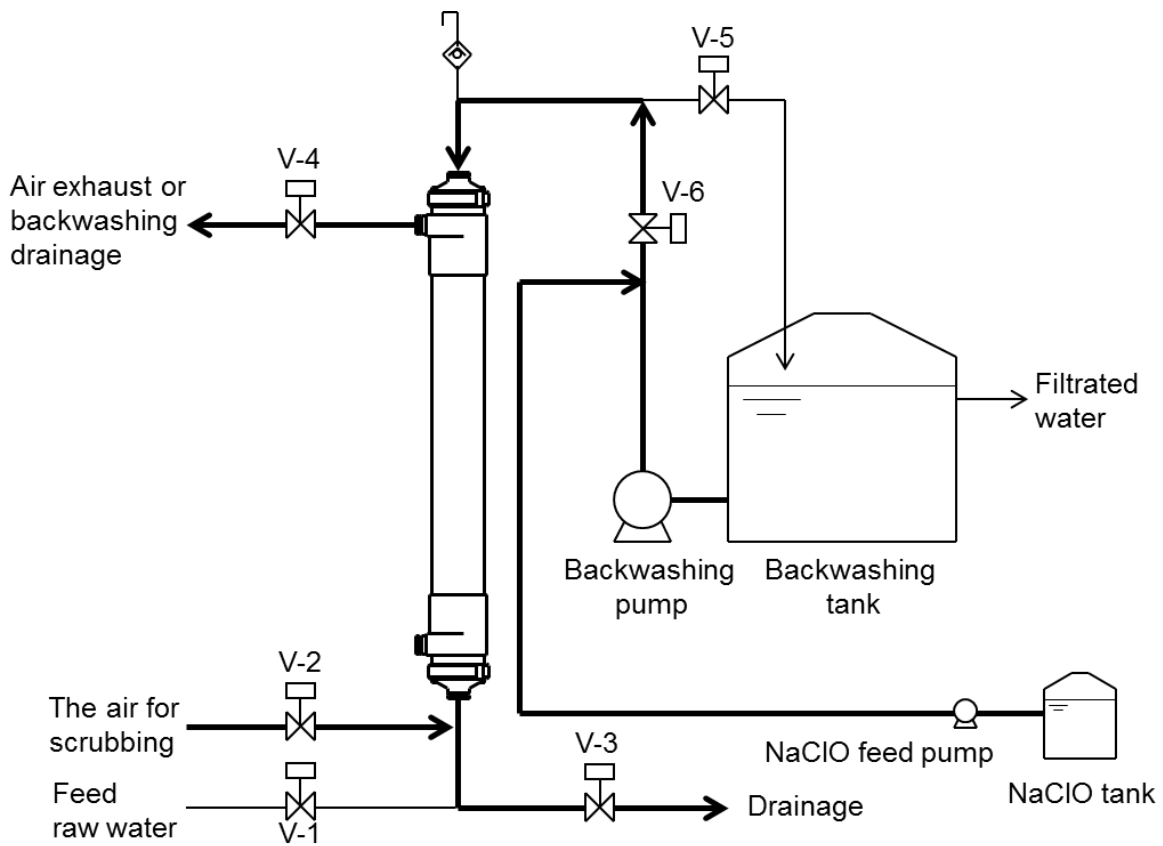 V-5
V-4
Air exhaust or
backwashing
drainage
V-6
Filtrated
water
Backwashing
pump
Backwashing
tank
V-2
The air for
scrubbing
V-3
NaClO feed pump
NaClO tank
Feed
raw water
V-1
Drainage